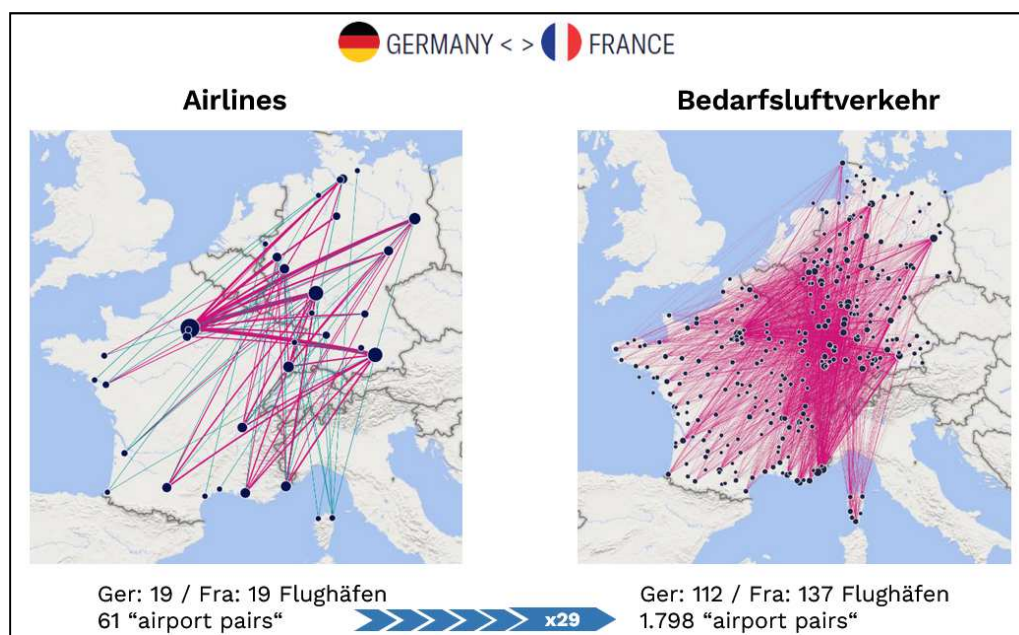 GERMANY < > FRANCE
Airlines
Bedarfsluftverkehr
Ger: 19 / Fra: 19 Flughäfen
61 “airport pairs“
x29
Ger: 112 / Fra: 137 Flughäfen
1.798 “airport pairs“